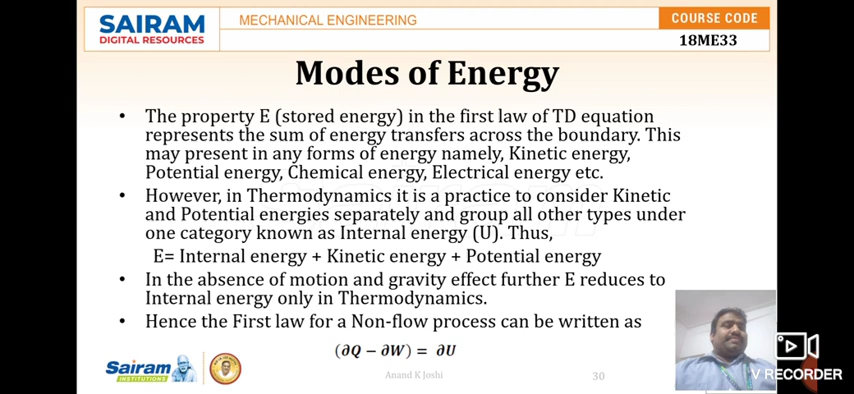 SAIRAM
DIGITAL RESOURCES
MECHANICAL ENGINEERING
COURSE CODE
18ME33
Modes of Energy
• The property E (stored energy) in the first law of TD equation
represents the sum of energy transfers across the boundary. This
may present in any forms of energy namely, Kinetic energy,
Potential energy, Chemical energy, Electrical energy etc.
• However, in Thermodynamics it is a practice to consider Kinetic
and Potential energies separately and group all other types under
one category known as Internal energy (U). Thus,
E= Internal energy + Kinetic energy + Potential energy
• In the absence of motion and gravity effect further E reduces to
Internal energy only in Thermodynamics.
• Hence the First law for a Non-flow process can be written as
(∂Q − ∂W) = ∂U
Sairam
INSTITUTIONS
Anand K Joshi
30
V RECORDER